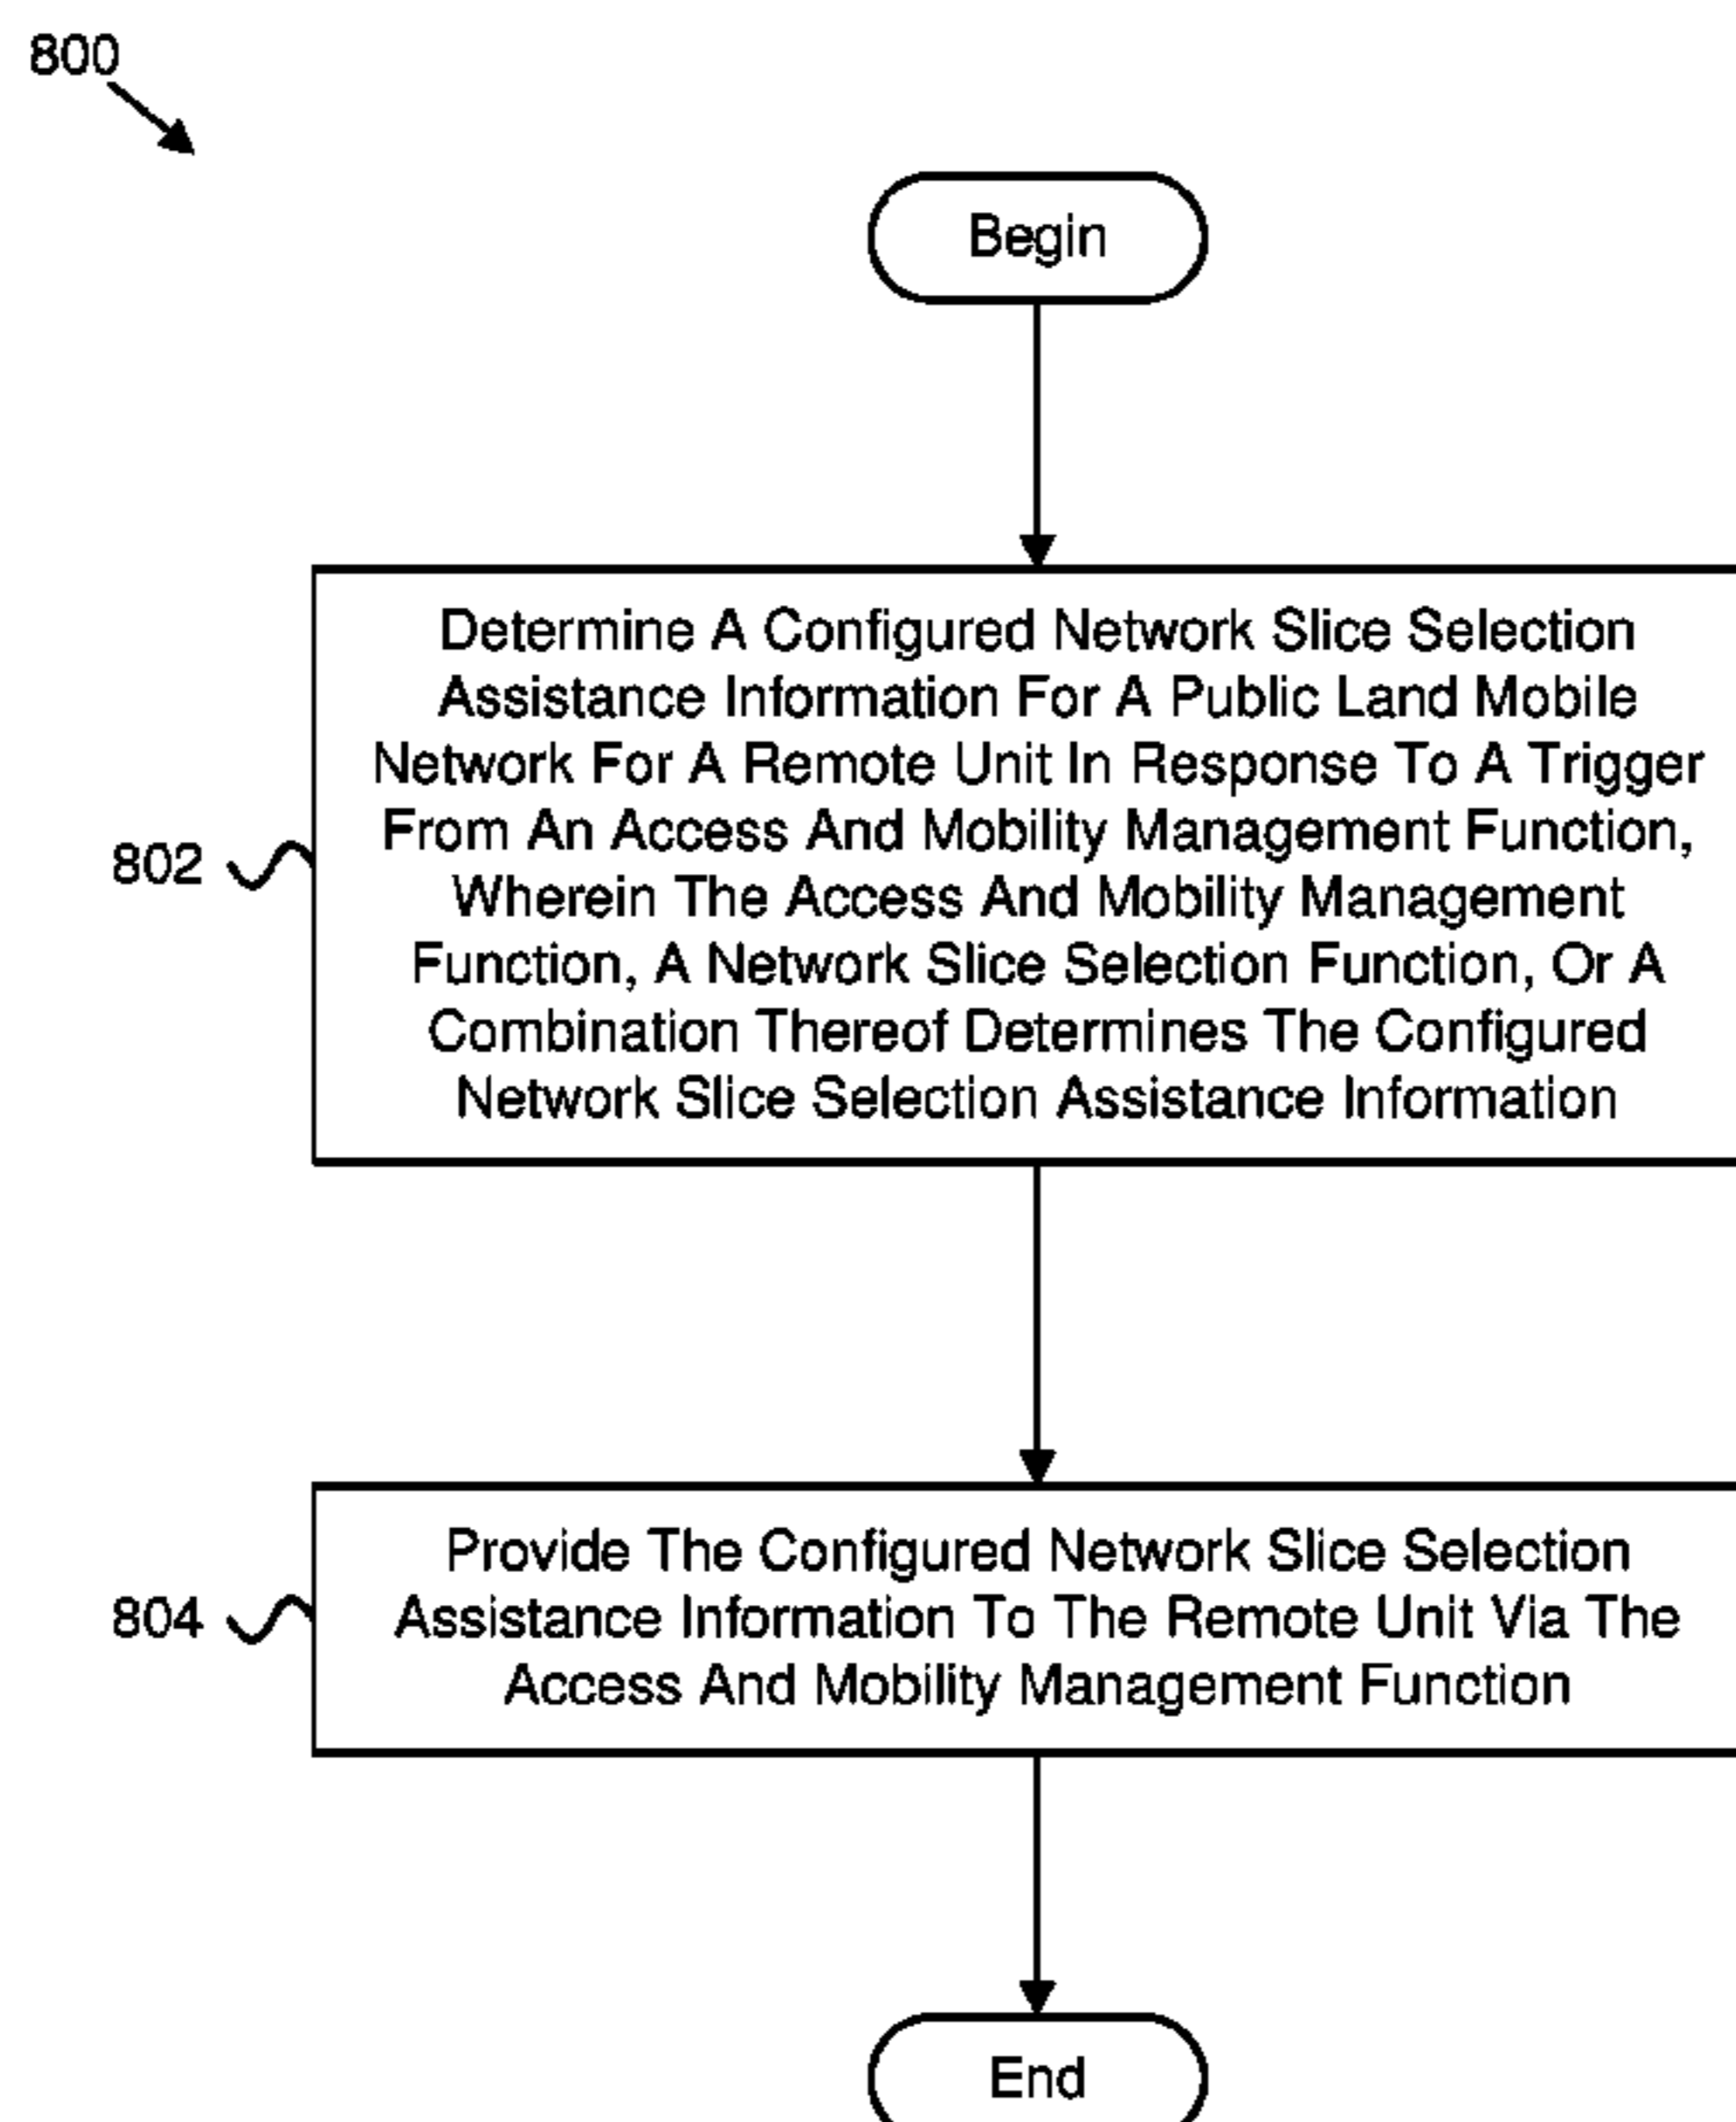 800
Begin
Determine A Configured Network Slice Selection
Assistance Information For A Public Land Mobile
Network For A Remote Unit In Response To A Trigger
From An Access And Mobility Management Function,
Wherein The Access And Mobility Management
Function, A Network Slice Selection Function, Or A
Combination Thereof Determines The Configured
Network Slice Selection Assistance Information
802
Provide The Configured Network Slice Selection
Assistance Information To The Remote Unit Via The
Access And Mobility Management Function
804
End